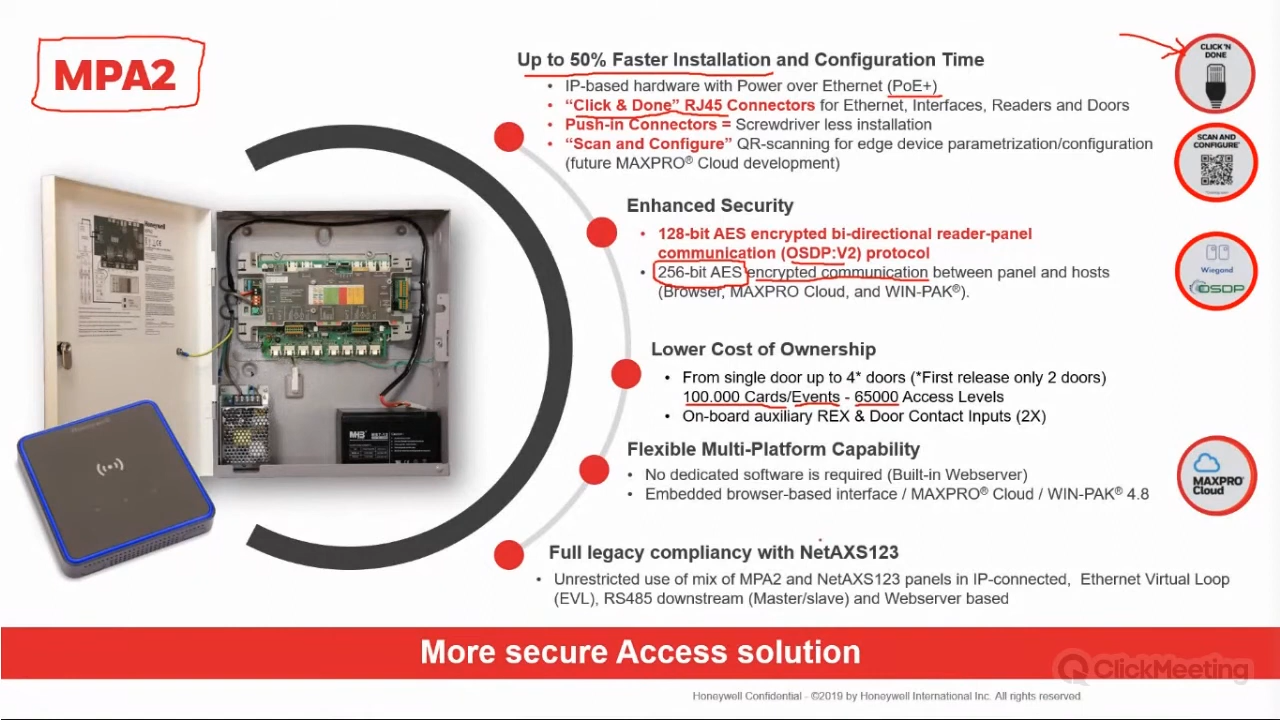 MPA2
Up to 50% Faster Installation and Configuration Time
• IP-based hardware with Power over Ethernet (PoE+)
• “Click & Done” RJ45 Connectors for Ethernet, Interfaces, Readers and Doors
• Push-in Connectors = Screwdriver less installation
• “Scan and Configure” QR-scanning for edge device parametrization/configuration
(future MAXPRO® Cloud development)
CLICK'N
DONE
SCAN AND
CONFIGURE*
Enhanced Security
• 128-bit AES encrypted bi-directional reader-panel
communication (OSDP:V2) protocol
• 256-bit AES encrypted communication between panel and hosts
(Browser, MAXPRO Cloud, and WIN-PAK®).
Wiegand
OSDP
Lower Cost of Ownership
• From single door up to 4* doors (*First release only 2 doors)
100.000 Cards/Events - 65000 Access Levels
• On-board auxiliary REX & Door Contact Inputs (2X)
Flexible Multi-Platform Capability
• No dedicated software is required (Built-in Webserver)
• Embedded browser-based interface / MAXPRO® Cloud / WIN-PAK® 4.8
MAXPRO®
Cloud
Full legacy compliancy with NetAXS123
• Unrestricted use of mix of MPA2 and NetAXS123 panels in IP-connected, Ethernet Virtual Loop
(EVL), RS485 downstream (Master/slave) and Webserver based
Honeywell
Honeywell
More secure Access solution
ClickMeeting
Honeywell Confidential - ©2019 by Honeywell International Inc. All rights reserved